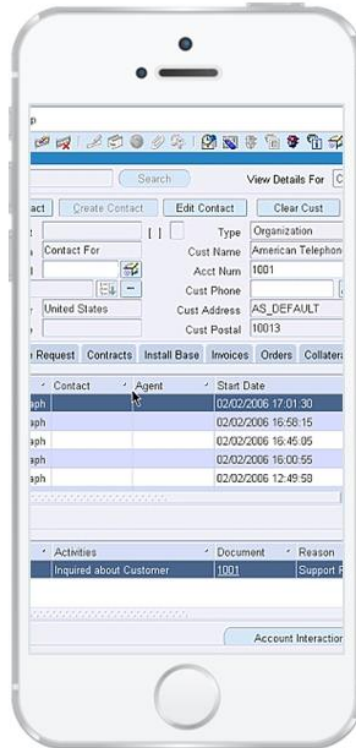 p
Search View Details For C
act Create Contact Edit Contact Clear Cust
[ ] Type Organization
Contact For Cust Name American Telephon
Acct Num 1001
Cust Phone
United States Cust Address AS_DEFAULT
Cust Postal 10013
Request Contracts Install Base Invoices Orders Collatera
Contact Agent Start Date
aph 02/02/2006 17:01:30
aph 02/02/2006 16:58:15
aph 02/02/2006 16:45:05
aph 02/02/2006 16:00:55
aph 02/02/2006 12:49:58
Activities Document Reason
Inquired about Customer 1001 Support
Account Interaction